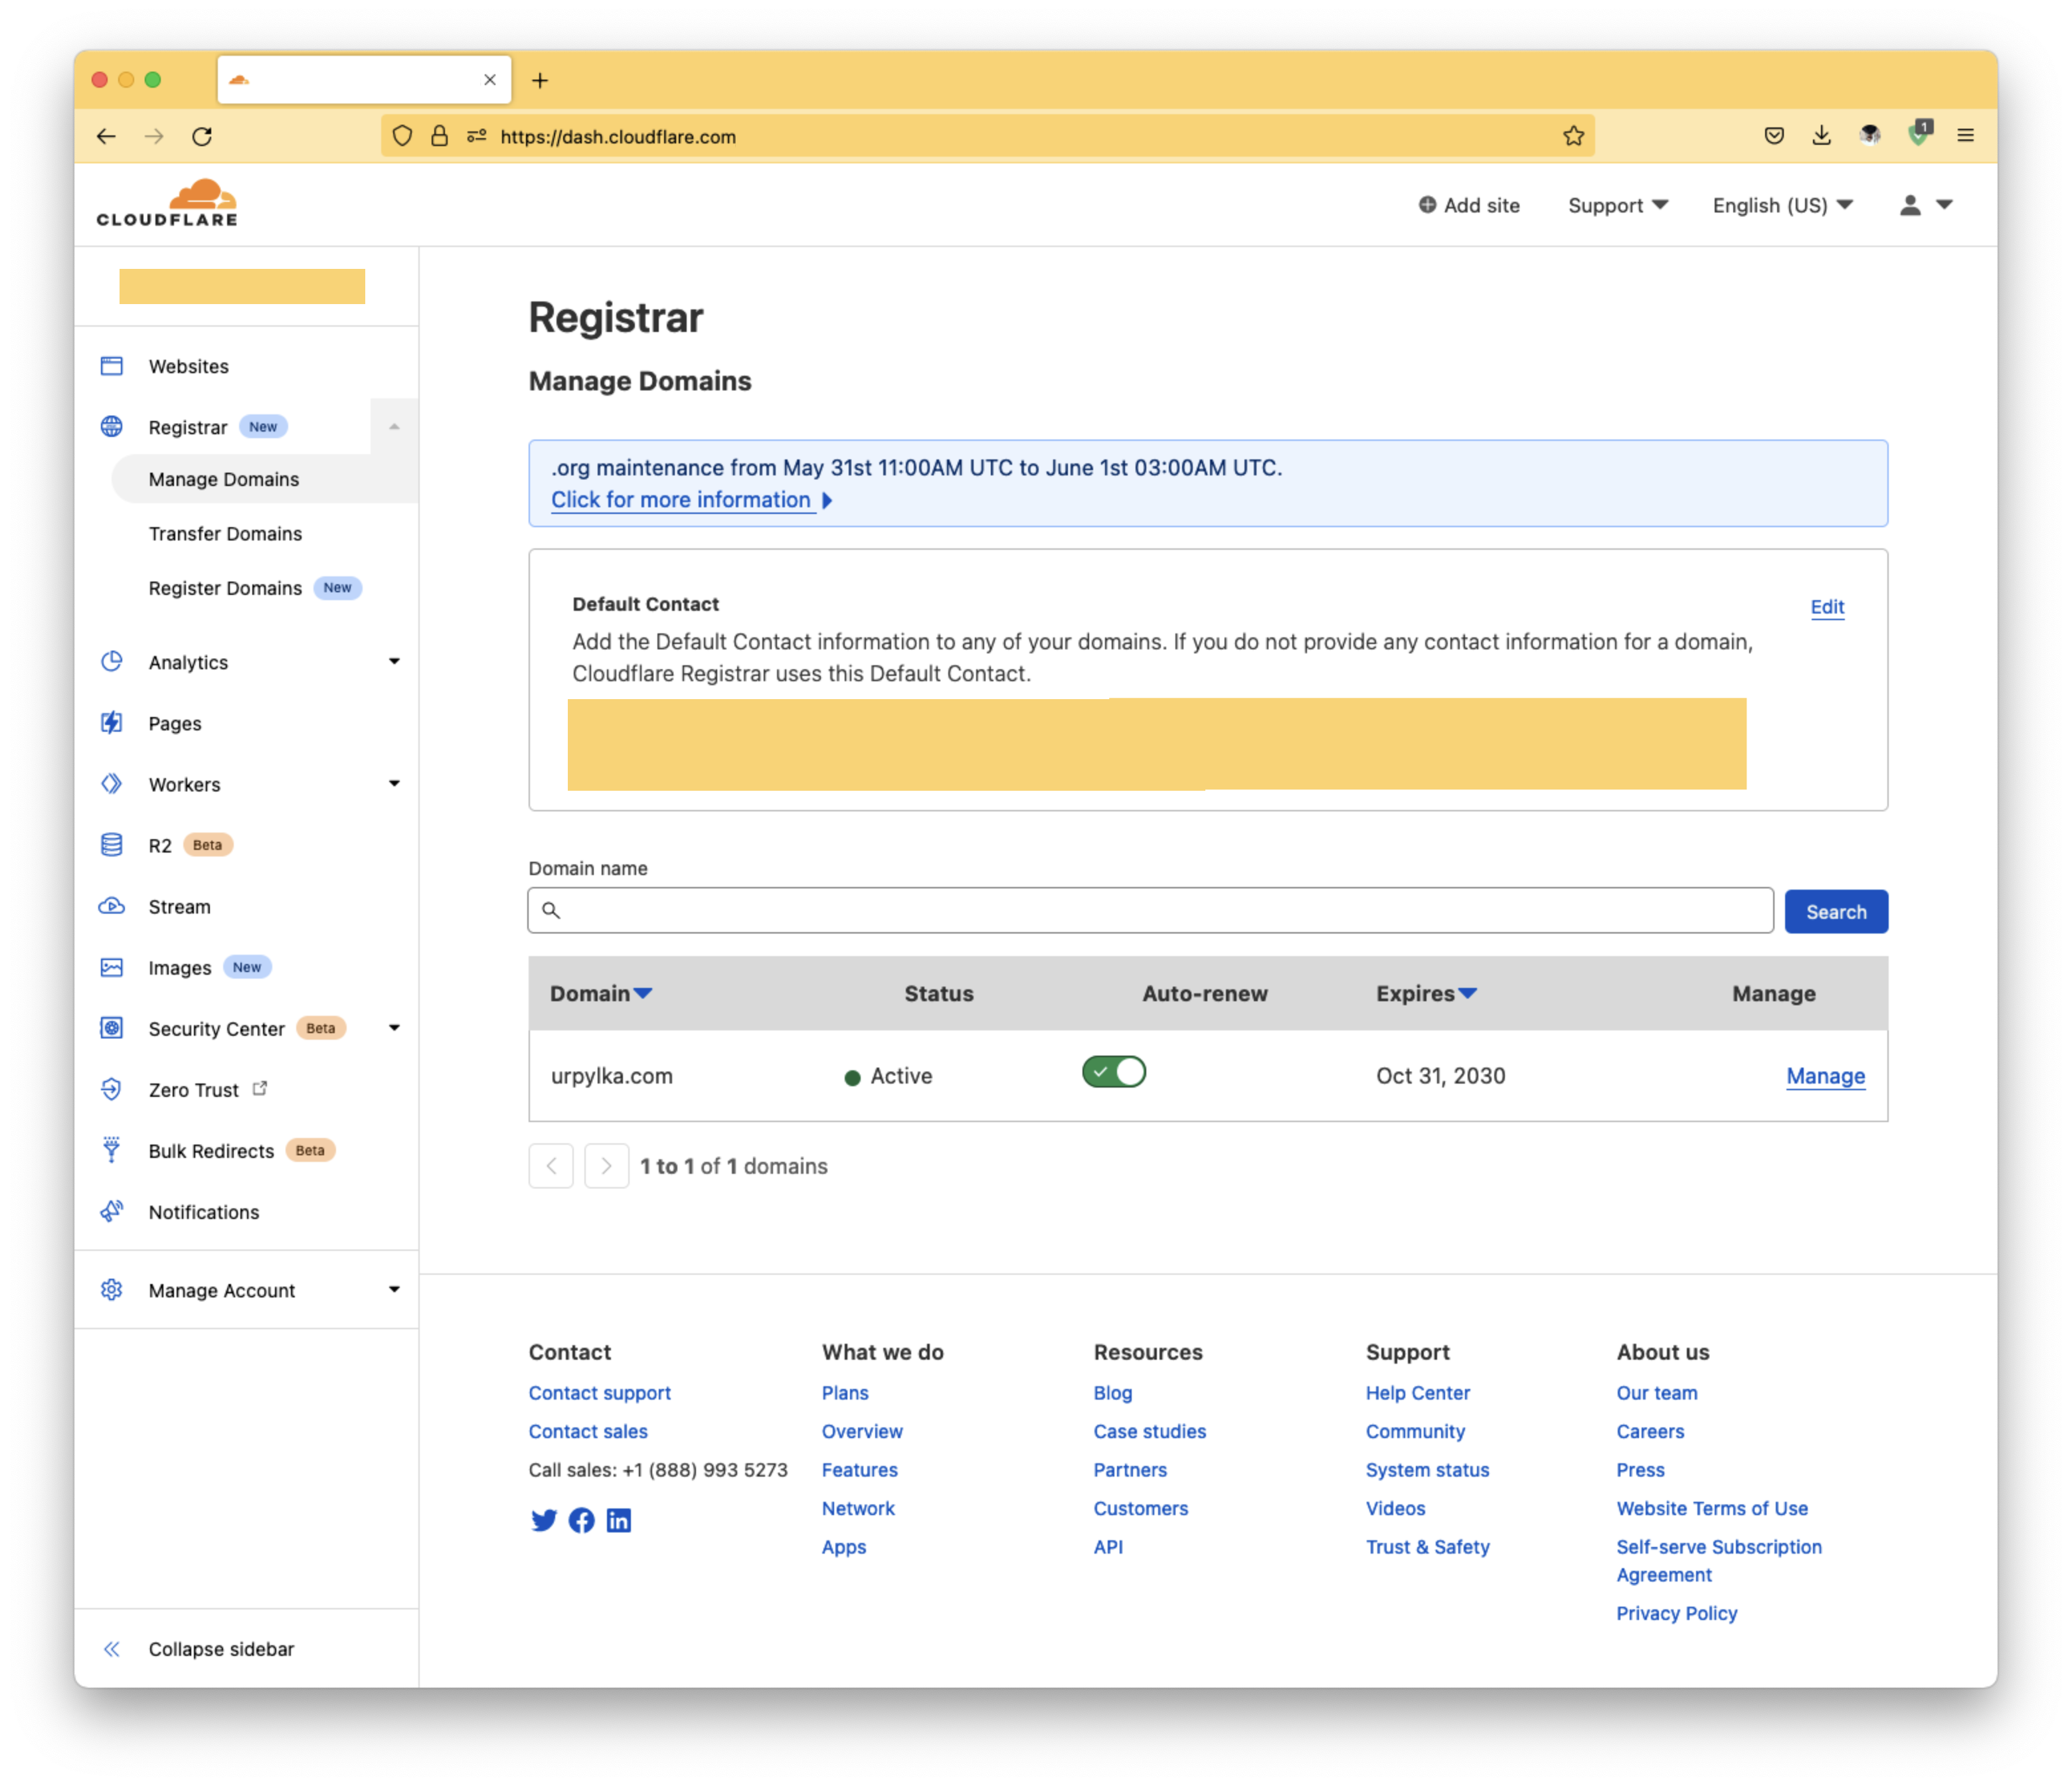 https://dash.cloudflare.com
1
CLOUDFLARE
Add site
Support
English (US)
Websites
Registrar New
Manage Domains
Transfer Domains
Register Domains New
Analytics
Pages
Workers
R2 Beta
Stream
Images New
Security Center Beta
Zero Trust
Bulk Redirects Beta
Notifications
Manage Account
Collapse sidebar
Registrar
Manage Domains
.org maintenance from May 31st 11:00AM UTC to June 1st 03:00AM UTC.
Click for more information
Default Contact
Edit
Add the Default Contact information to any of your domains. If you do not provide any contact information for a domain,
Cloudflare Registrar uses this Default Contact.
Domain name
Search
Domain Status Auto-renew Expires Manage
urpylka.com Active Oct 31, 2030 Manage
1 to 1 of 1 domains
Contact
Contact support
Contact sales
Call sales: +1 (888) 993 5273
What we do
Plans
Overview
Features
Network
Apps
Resources
Blog
Case studies
Partners
Customers
API
Support
Help Center
Community
System status
Videos
Trust & Safety
About us
Our team
Careers
Press
Website Terms of Use
Self-serve Subscription
Agreement
Privacy Policy